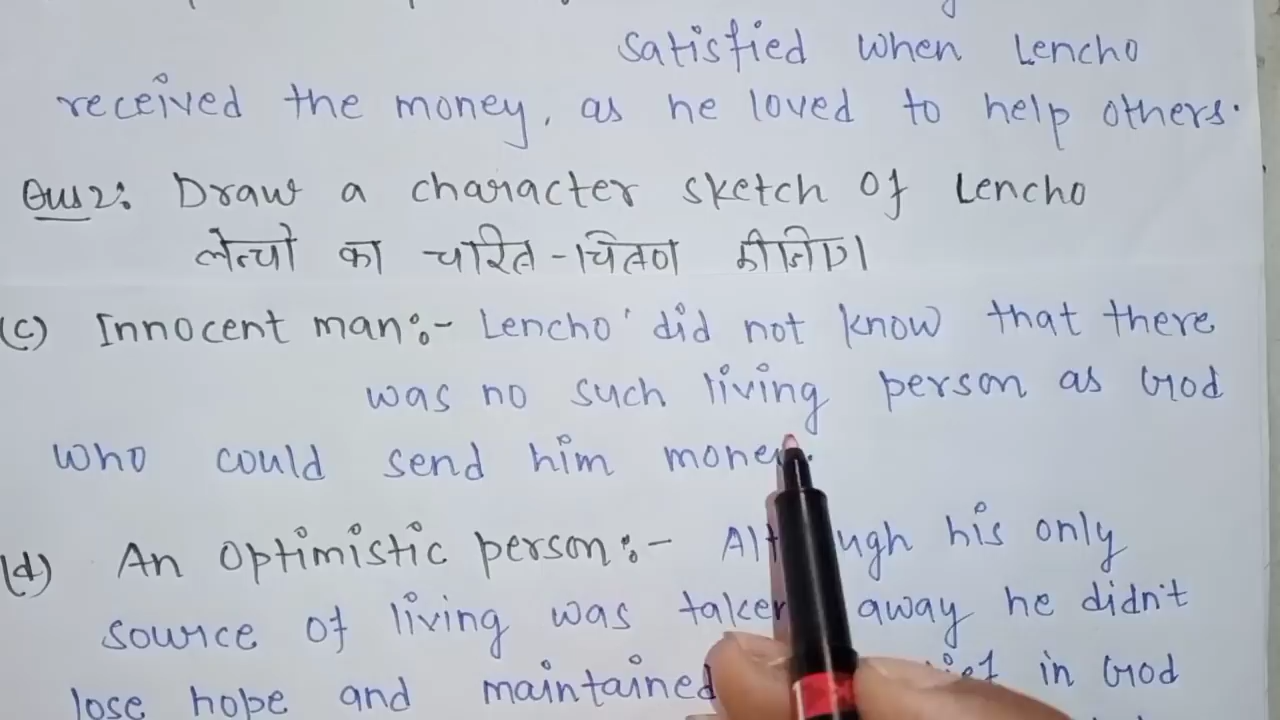 satisfied when Lencho
received the money, as he loved to help others.
Qus2: Draw a character sketch of Lencho
लेन्चो का चरित-चित्रण कीजिए।
(c) Innocent man:- Lencho did not know that there
was no such living person as God
who could send him money.
(d) An optimistic person:- Although his only
source of living was taken away he didn't
lose hope and maintained in God